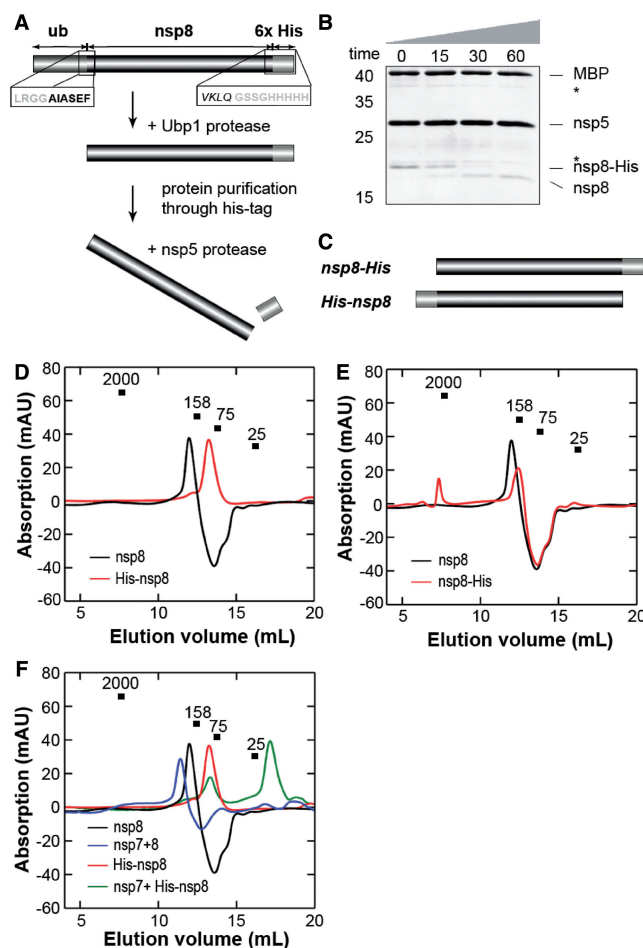 A
ub nsp8 6x His
LRGGAIASEF
VKLQ GSSGHHHHH
+ Ubp1 protease
protein purification
through his-tag
+ nsp5 protease
B
time 0 15 30 60
40
35
25
15
MBP
*
nsp5
*
nsp8-His
nsp8
C
nsp8-His
His-nsp8
D
80
60
40
20
0
-20
-40
-60
Absorption (mAU)
2000
158
75
25
nsp8
His-nsp8
5 10 15 20
Elution volume (mL)
E
80
60
40
20
0
-20
-40
-60
Absorption (mAU)
2000
158
75
25
nsp8
nsp8-His
5 10 15 20
Elution volume (mL)
F
80
60
40
20
0
-20
-40
-60
Absorption (mAU)
2000
158
75
25
nsp8
nsp7+8
His-nsp8
nsp7+ His-nsp8
5 10 15 20
Elution volume (mL)